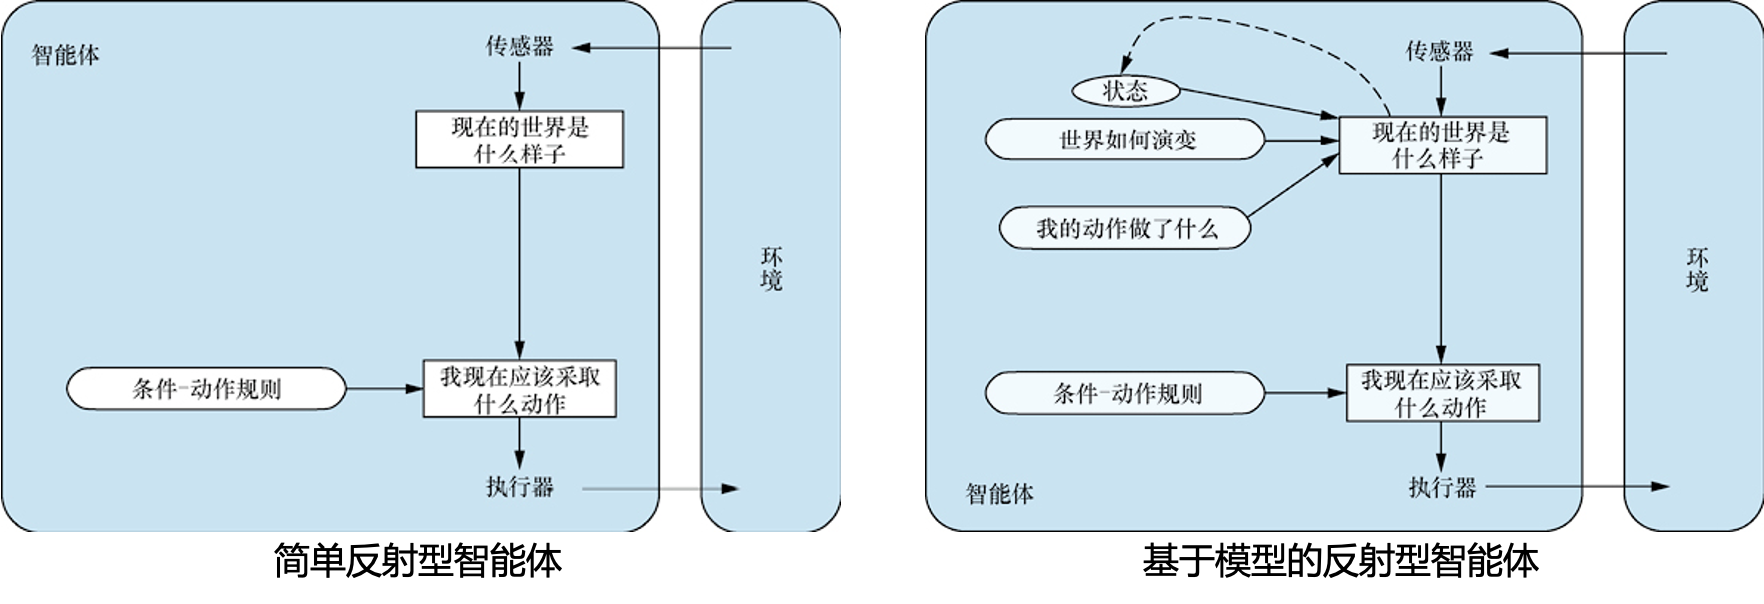 智能体
传感器
现在的世界是
什么样子
条件-动作规则
我现在应该采取
什么动作
执行器
环
境
简单反射型智能体
传感器
状态
现在的世界是
什么样子
世界如何演变
我的动作做了什么
条件-动作规则
我现在应该采取
什么动作
执行器
智能体
环
境
基于模型的反射型智能体